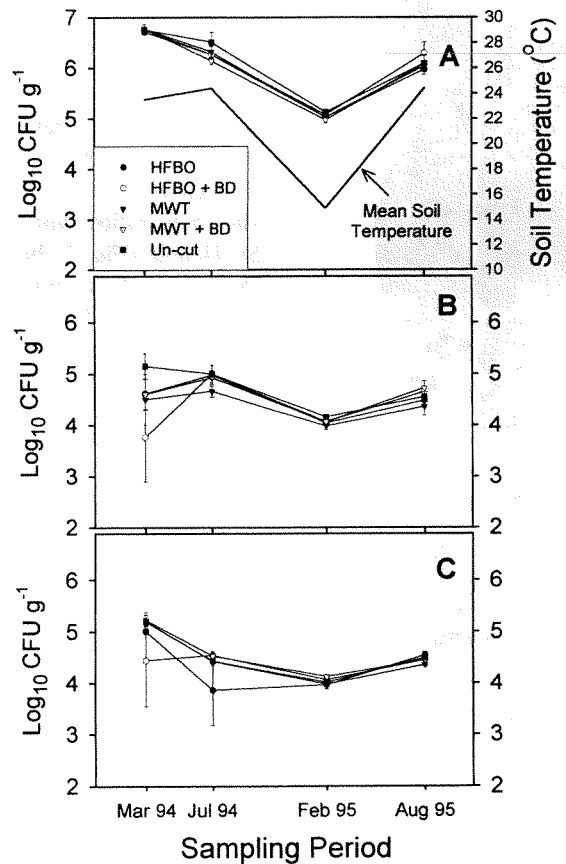 A
7
6
5
4
3
2
Log10 CFU g-1
30
28
26
24
22
20
18
16
14
12
10
Soil Temperature (oC)
HFBO
HFBO + BD
MWT
MWT + BD
Un-cut
Mean Soil
Temperature
B
6
5
4
3
2
Log10 CFU g-1
6
5
4
3
2
C
6
5
4
3
2
Log10 CFU g-1
6
5
4
3
2
Mar 94 Jul 94 Feb 95 Aug 95
Sampling Period